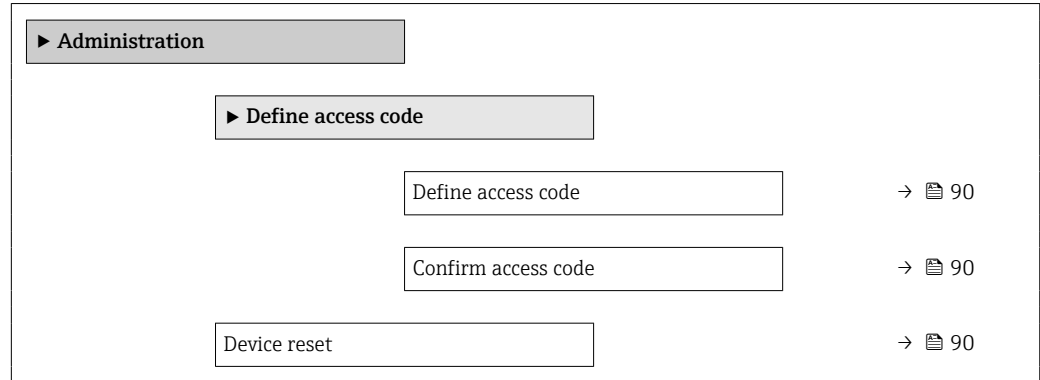 ▶ Administration
▶ Define access code
Define access code → 🖹 90
Confirm access code → 🖹 90
Device reset → 🖹 90